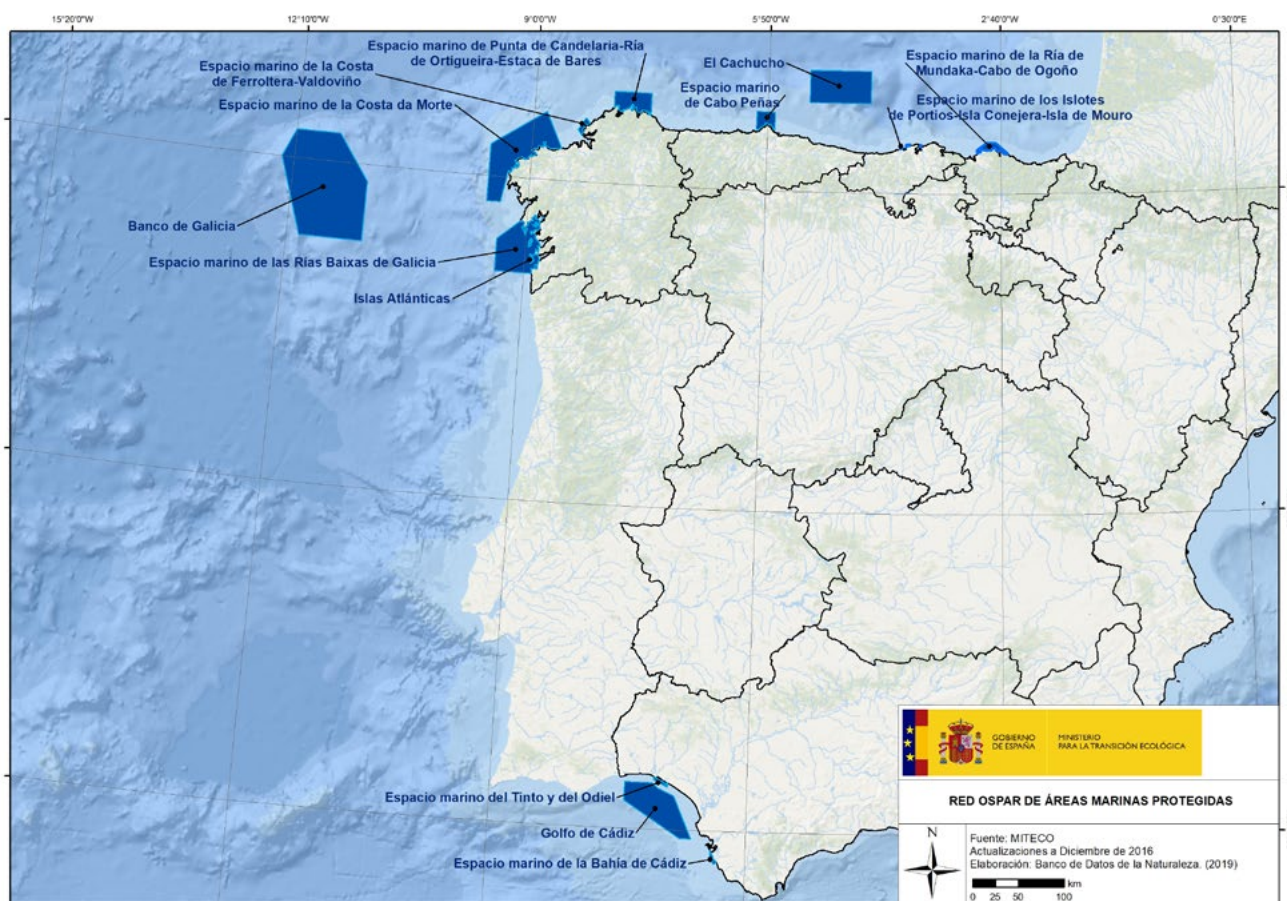 15°20'0"W
12°10'0"W
9°0'0"W
5°50'0"W
2°40'0"W
0°30'0"E
Espacio marino de Punta de Candelaria-Ría
de Ortigueira-Estaca de Bares
Espacio marino de la Costa
de Ferroltera-Valdoviño
Espacio marino de la Costa da Morte
El Cachucho
Espacio marino
de Cabo Peñas
Espacio marino de la Ría de
Mundaka-Cabo de Ogoño
Espacio marino de los Islotes
de Portios-Isla Conejera-Isla de Mouro
Banco de Galicia
Espacio marino de las Rías Baixas de Galicia
Islas Atlánticas
Espacio marino del Tinto y del Odiel
Golfo de Cádiz
Espacio marino de la Bahía de Cádiz
GOBIERNO
DE ESPAÑA
MINISTERIO
PARA LA TRANSICIÓN ECOLÓGICA
RED OSPAR DE ÁREAS MARINAS PROTEGIDAS
N
Fuente: MITECO
Actualizaciones a Diciembre de 2016
Elaboración: Banco de Datos de la Naturaleza. (2019)
km
0 25 50 100